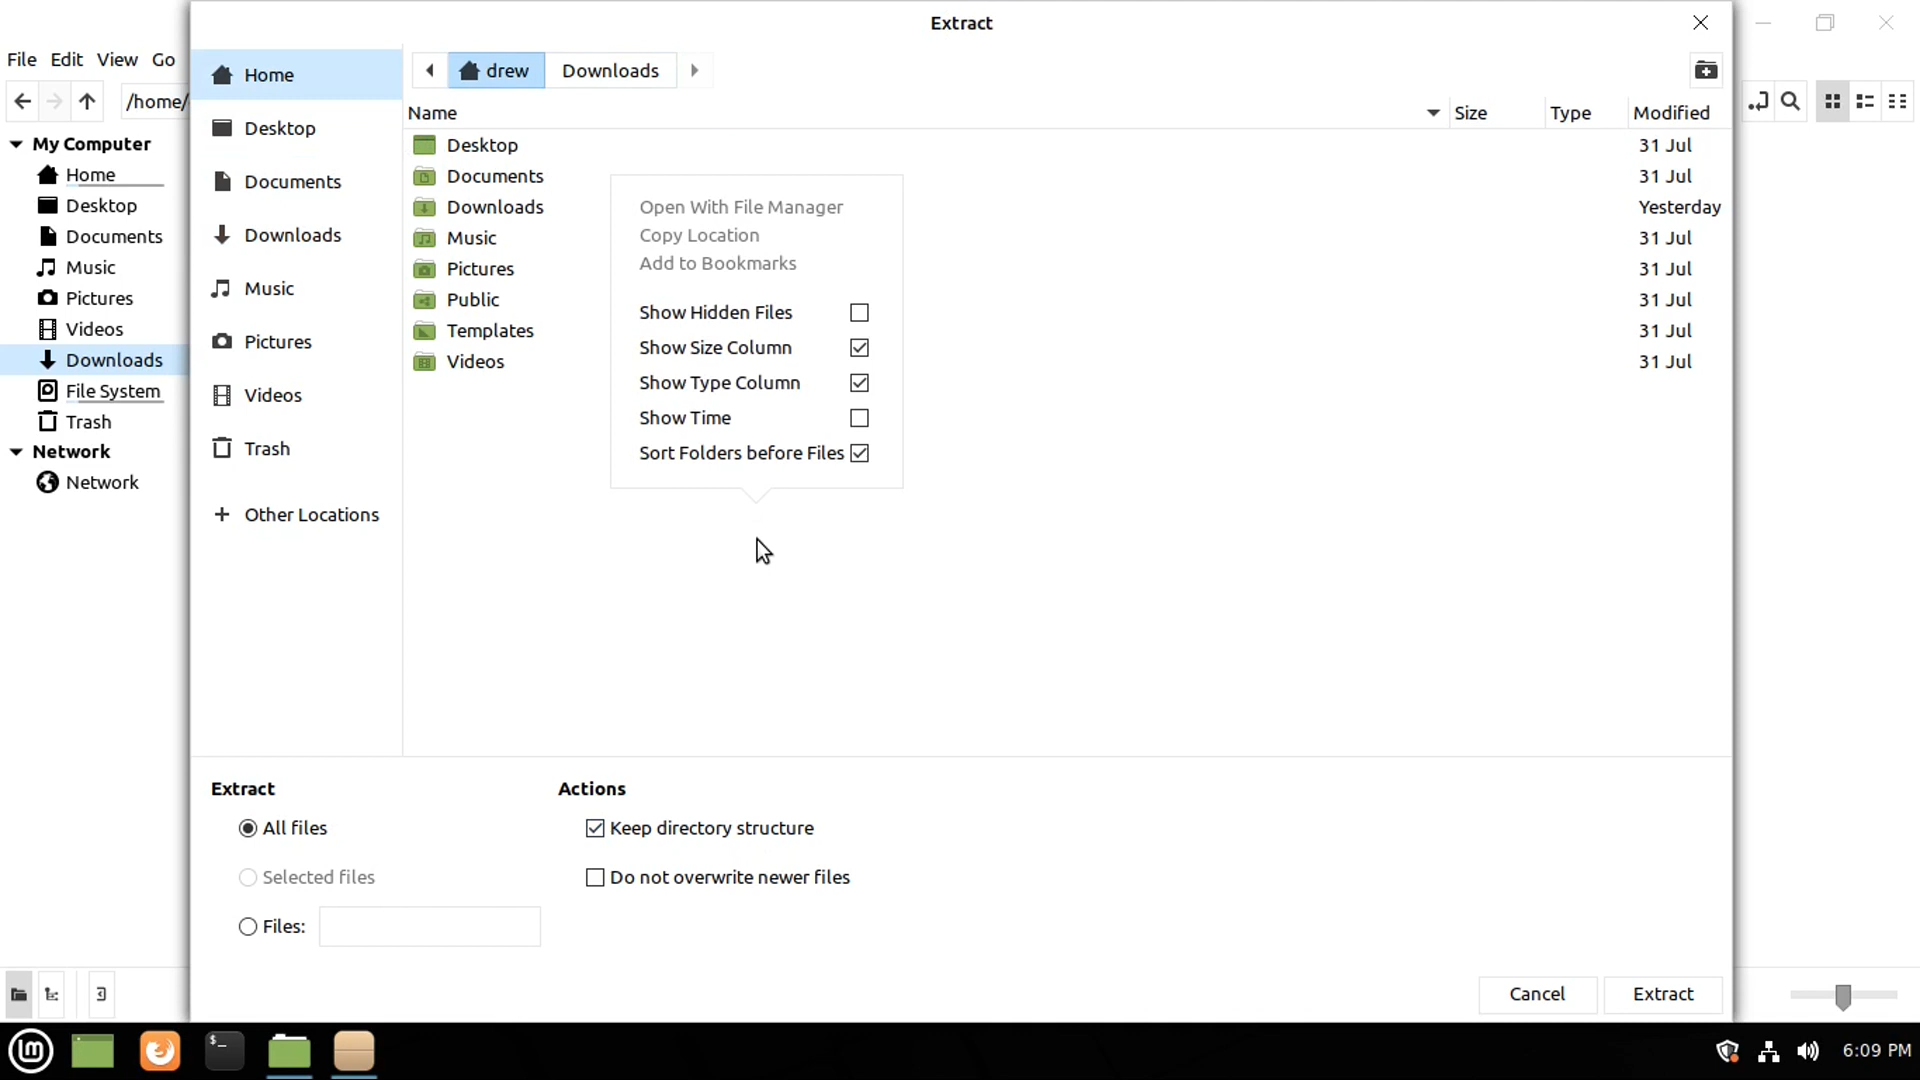 Extract
File Edit View Go
/home/
My Computer
Home
Desktop
Documents
Music
Pictures
Videos
Downloads
File System
Trash
Network
Network
Home
Desktop
Documents
Downloads
Music
Pictures
Videos
Trash
+ Other Locations
drew Downloads
Name Size Type Modified
Desktop 31 Jul
Documents 31 Jul
Downloads Yesterday
Music 31 Jul
Pictures 31 Jul
Public 31 Jul
Templates 31 Jul
Videos 31 Jul
Open With File Manager
Copy Location
Add to Bookmarks
Show Hidden Files
Show Size Column
Show Type Column
Show Time
Sort Folders before Files
Extract
All files
Selected files
Files:
Actions
Keep directory structure
Do not overwrite newer files
Cancel Extract
lm $_ 6:09 PM